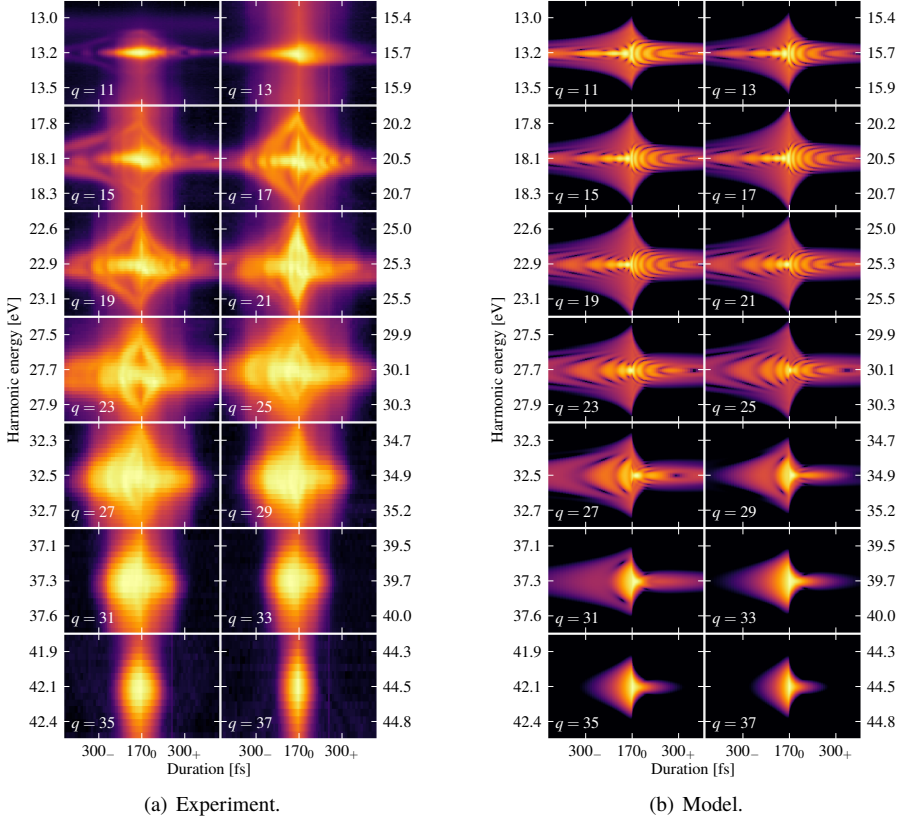 13.0
13.2
13.5
q = 11
q = 13
15.4
15.7
15.9
17.8
18.1
18.3
q = 15
q = 17
20.2
20.5
20.7
22.6
22.9
23.1
q = 19
q = 21
25.0
25.3
25.5
27.5
27.7
27.9
q = 23
q = 25
29.9
30.1
30.3
32.3
32.5
32.7
q = 27
q = 29
34.7
34.9
35.2
37.1
37.3
37.6
q = 31
q = 33
39.5
39.7
40.0
41.9
42.1
42.4
q = 35
q = 37
44.3
44.5
44.8
Harmonic energy [eV]
Harmonic energy [eV]
300₋ 170₀ 300₊ 300₋ 170₀ 300₊
Duration [fs]
(a) Experiment.
13.0
13.2
13.5
q = 11
q = 13
15.4
15.7
15.9
17.8
18.1
18.3
q = 15
q = 17
20.2
20.5
20.7
22.6
22.9
23.1
q = 19
q = 21
25.0
25.3
25.5
27.5
27.7
27.9
q = 23
q = 25
29.9
30.1
30.3
32.3
32.5
32.7
q = 27
q = 29
34.7
34.9
35.2
37.1
37.3
37.6
q = 31
q = 33
39.5
39.7
40.0
41.9
42.1
42.4
q = 35
q = 37
44.3
44.5
44.8
Harmonic energy [eV]
Harmonic energy [eV]
300₋ 170₀ 300₊ 300₋ 170₀ 300₊
Duration [fs]
(b) Model.